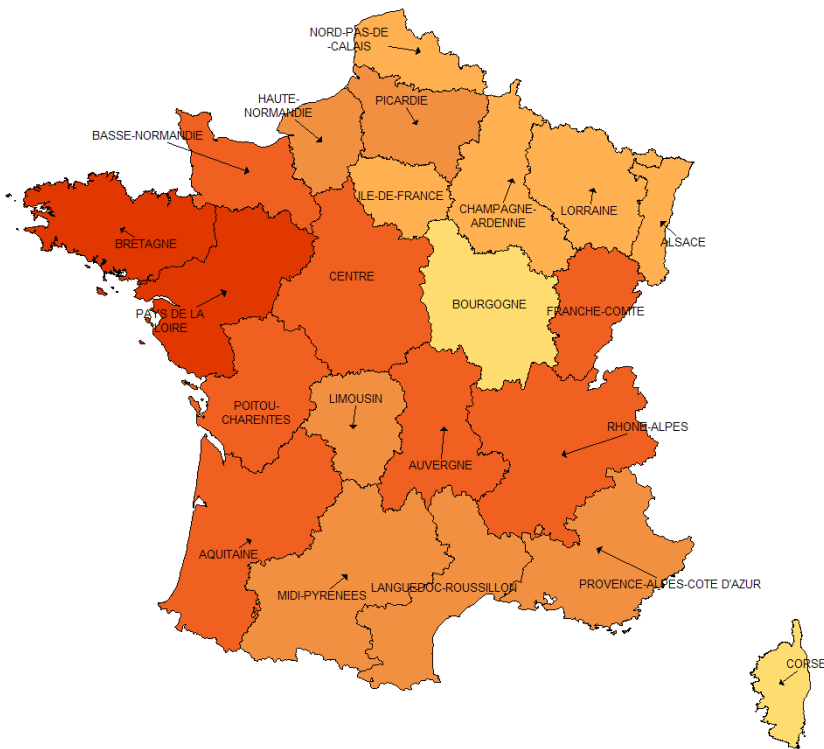 NORD-PAS-DE
-CALAIS
HAUTE-
NORMANDIE
PICARDIE
BASSE-NORMANDIE
ILE-DE-FRANCE
CHAMPAGNE-
ARDENNE
LORRAINE
ALSACE
BRETAGNE
CENTRE
BOURGOGNE
FRANCHE-COMTE
PAYS DE LA
LOIRE
POITOU-
CHARENTES
LIMOUSIN
AUVERGNE
RHONE-ALPES
AQUITAINE
MIDI-PYRENEES
LANGUEDOC-ROUSSILLON
PROVENCE-ALPES-COTE D'AZUR
CORSE